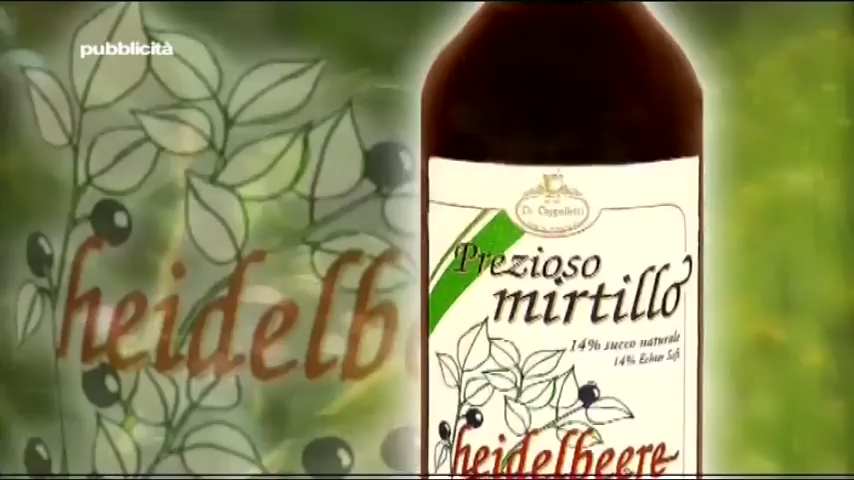 pubblicità
Dr. Cappelletti
Prezioso
mirtillo
14% succo naturale
14% Echter Saft
heidelb
heidelbeere